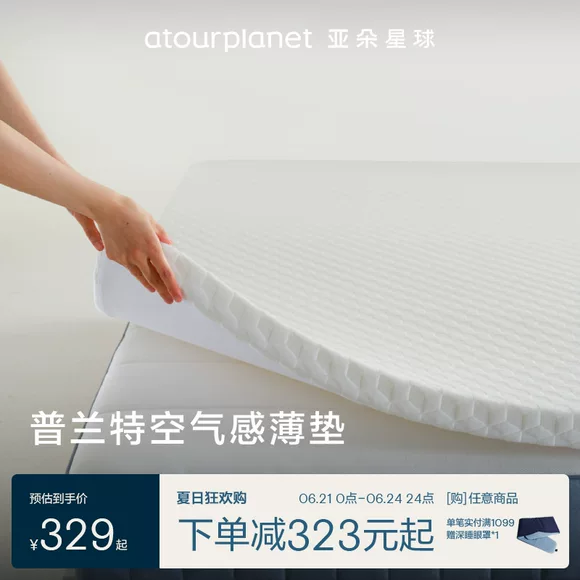 atourplanet 亚朵星球
普兰特空气感薄垫
预估到手价
¥329起
夏日狂欢购
06.21 0点-06.24 24点
[购]任意商品
下单减323元起
单笔实付满1099
赠深睡眼罩*1